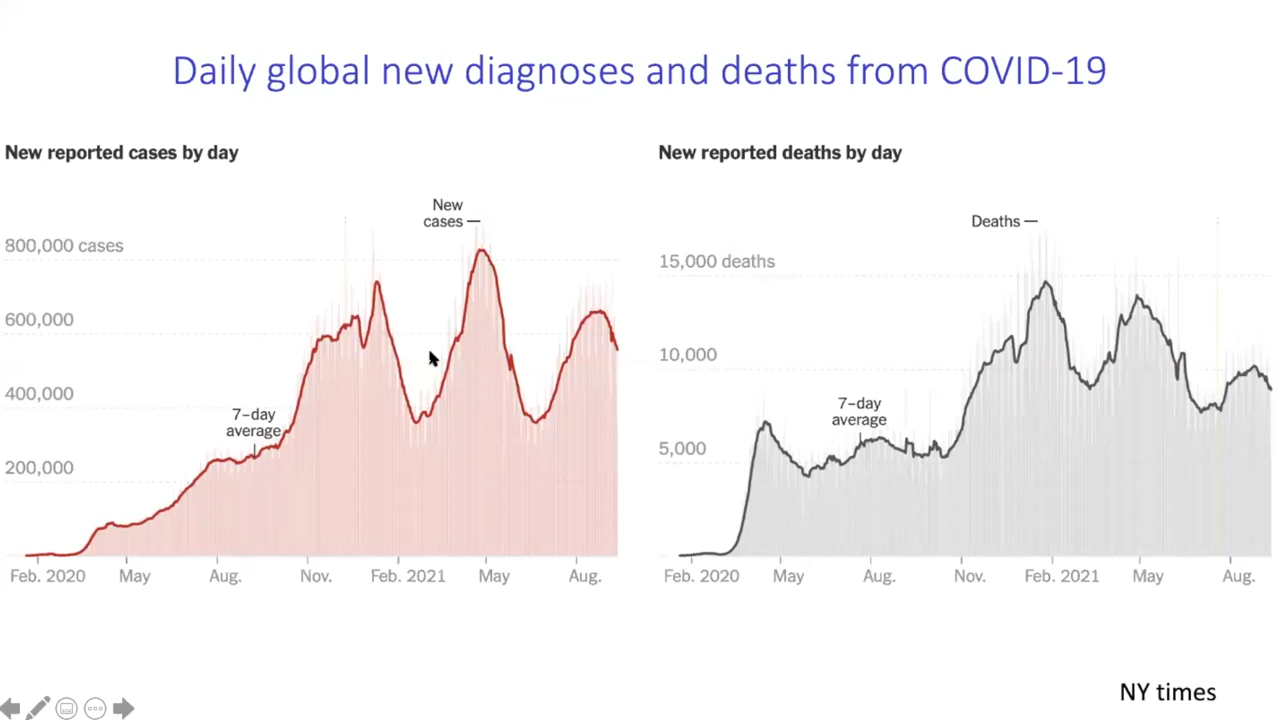 Daily global new diagnoses and deaths from COVID-19
New reported cases by day
New
cases
800,000 cases
600,000
400,000
200,000
7-day
average
Feb. 2020 May Aug. Nov. Feb. 2021 May Aug.
New reported deaths by day
Deaths
15,000 deaths
10,000
5,000
7-day
average
Feb. 2020 May Aug. Nov. Feb. 2021 May Aug.
NY times